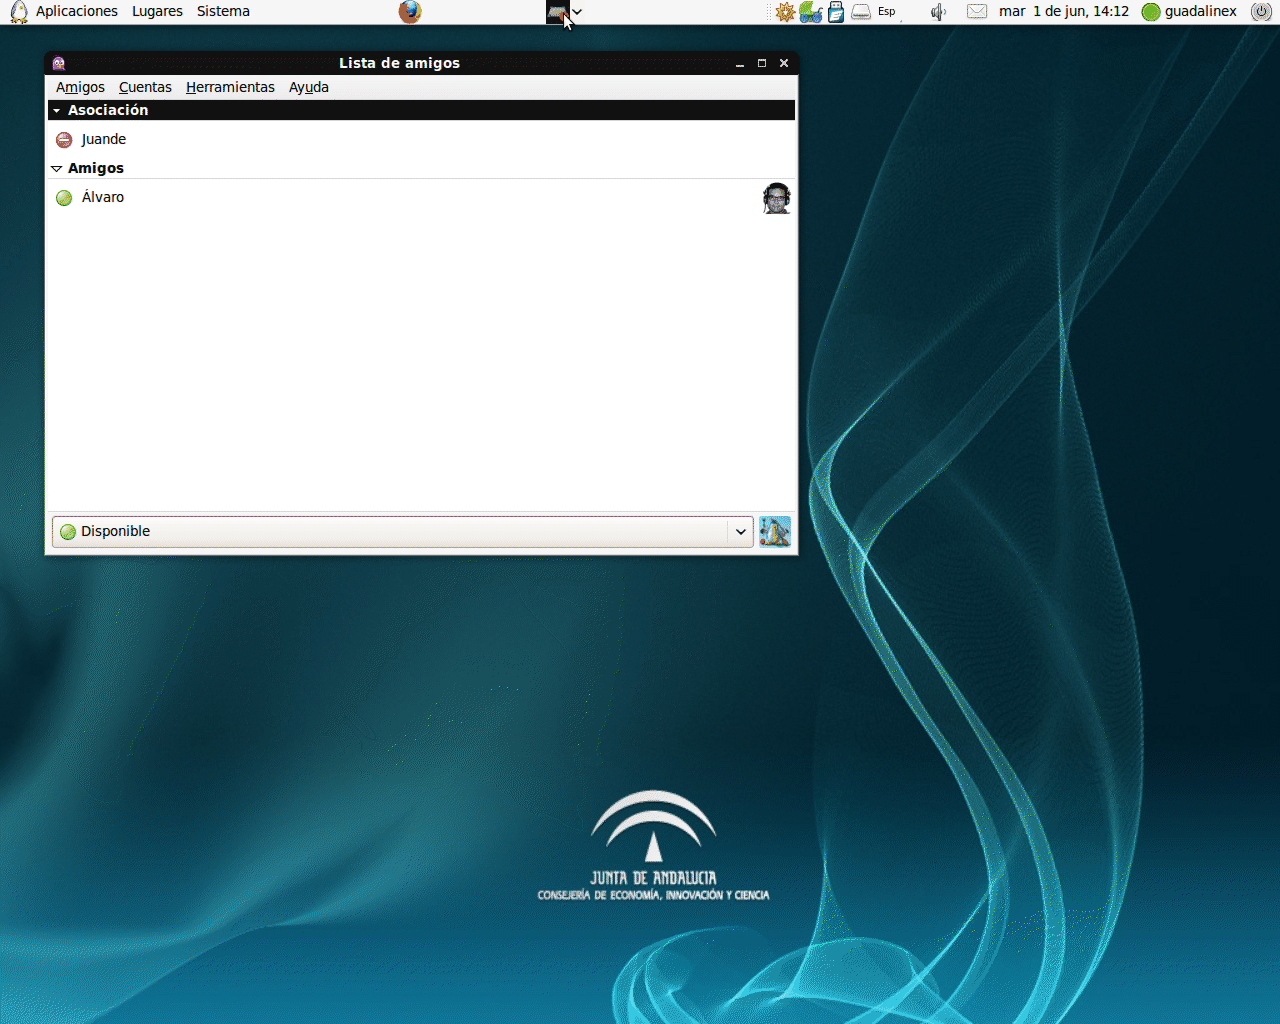 Aplicaciones Lugares Sistema Esp mar 1 de jun, 14:12 guadalinex
Lista de amigos
Amigos Cuentas Herramientas Ayuda
Asociación
Juande
Amigos
Álvaro
Disponible
JUNTA DE ANDALUCIA
CONSEJERÍA DE ECONOMÍA, INNOVACIÓN Y CIENCIA